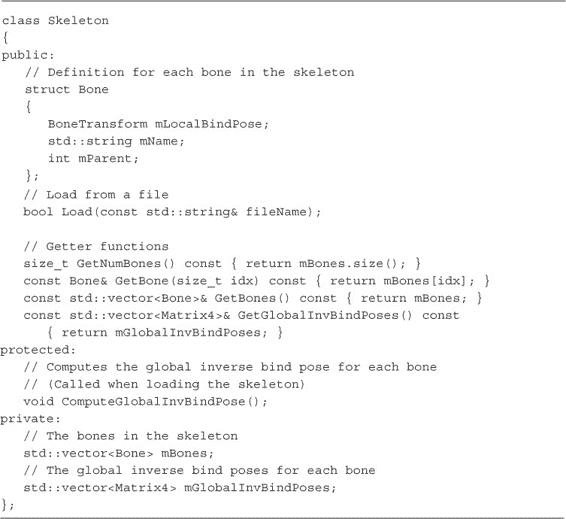 class Skeleton
{
public:
   // Definition for each bone in the skeleton
   struct Bone
   {
      BoneTransform mLocalBindPose;
      std::string mName;
      int mParent;
   };
   // Load from a file
   bool Load(const std::string& fileName);

   // Getter functions
   size_t GetNumBones() const { return mBones.size(); }
   const Bone& GetBone(size_t idx) const { return mBones[idx]; }
   const std::vector<Bone>& GetBones() const { return mBones; }
   const std::vector<Matrix4>& GetGlobalInvBindPoses() const
      { return mGlobalInvBindPoses; }
protected:
   // Computes the global inverse bind pose for each bone
   // (Called when loading the skeleton)
   void ComputeGlobalInvBindPose();
private:
   // The bones in the skeleton
   std::vector<Bone> mBones;
   // The global inverse bind poses for each bone
   std::vector<Matrix4> mGlobalInvBindPoses;
};